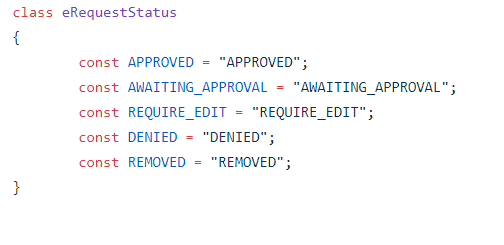 class eRequestStatus
{
const APPROVED = "APPROVED";
const AWAITING_APPROVAL = "AWAITING_APPROVAL";
const REQUIRE_EDIT = "REQUIRE_EDIT";
const DENIED = "DENIED";
const REMOVED = "REMOVED";
}